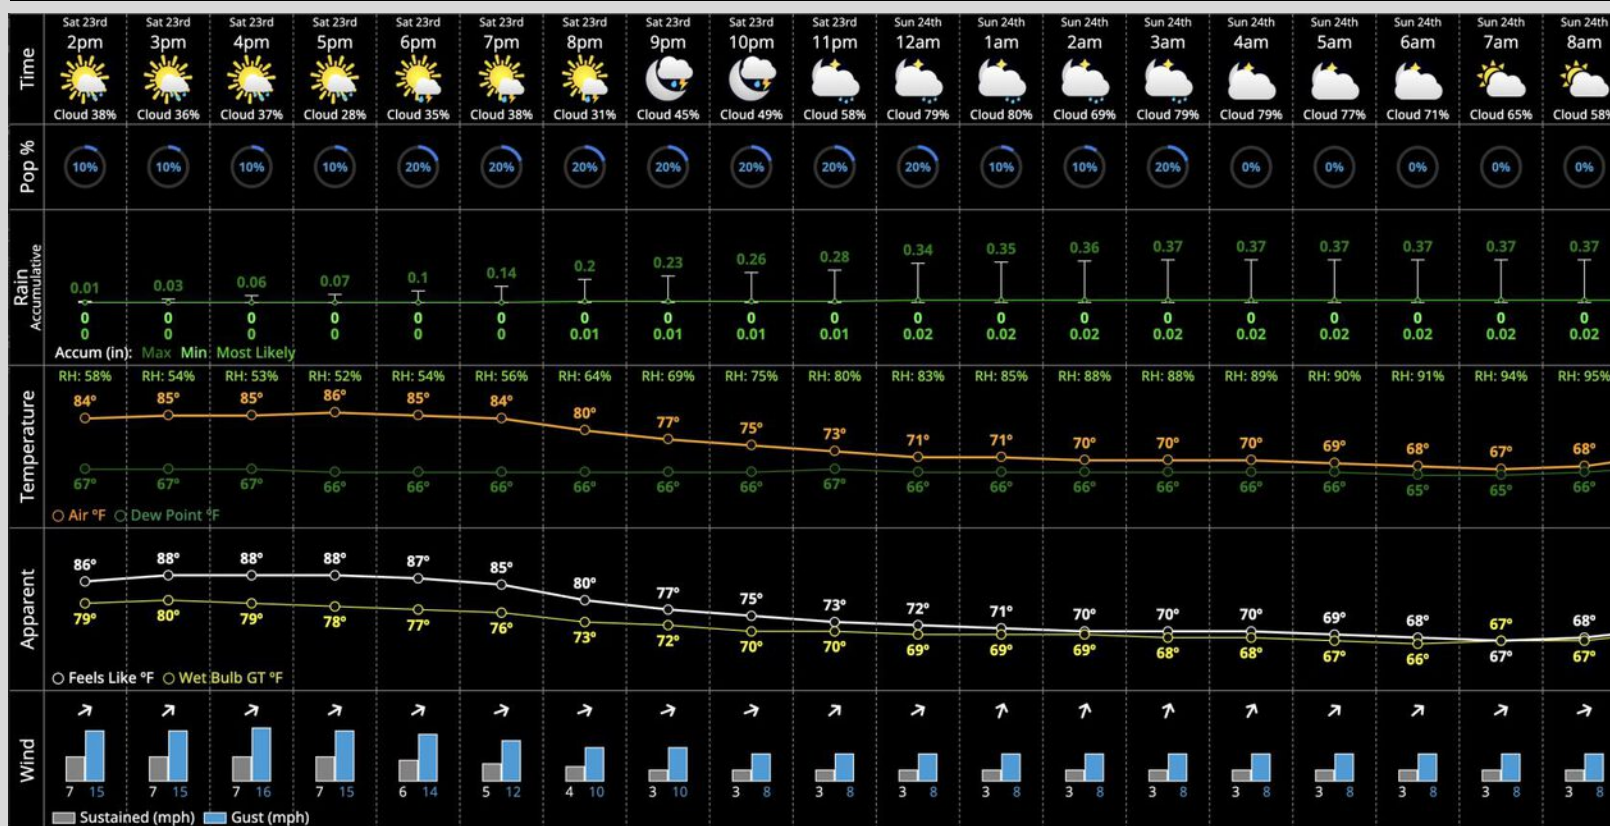 Sat 23rd Sat 23rd Sat 23rd Sat 23rd Sat 23rd Sat 23rd Sat 23rd Sat 23rd Sat 23rd Sat 23rd Sun 24th Sun 24th Sun 24th Sun 24th Sun 24th Sun 24th Sun 24th Sun 24th Sun 24th
Time
2pm 3pm 4pm 5pm 6pm 7pm 8pm 9pm 10pm 11pm 12am 1am 2am 3am 4am 5am 6am 7am 8am
Cloud 38% Cloud 36% Cloud 37% Cloud 28% Cloud 35% Cloud 38% Cloud 31% Cloud 45% Cloud 49% Cloud 58% Cloud 79% Cloud 80% Cloud 69% Cloud 79% Cloud 79% Cloud 77% Cloud 71% Cloud 65% Cloud 58%
Pop %
10% 10% 10% 10% 20% 20% 20% 20% 20% 20% 20% 10% 10% 20% 0% 0% 0% 0% 0%
Rain
Accumulative
0.01 0.03 0.06 0.07 0.1 0.14 0.2 0.23 0.26 0.28 0.34 0.35 0.36 0.37 0.37 0.37 0.37 0.37 0.37
0 0 0 0 0 0 0 0 0 0 0 0 0 0 0 0 0 0 0
0 0 0 0 0 0 0.01 0.01 0.01 0.01 0.02 0.02 0.02 0.02 0.02 0.02 0.02 0.02 0.02
Accum (in): Max Min Most Likely
Temperature
RH: 58% RH: 54% RH: 53% RH: 52% RH: 54% RH: 56% RH: 64% RH: 69% RH: 75% RH: 80% RH: 83% RH: 85% RH: 88% RH: 88% RH: 89% RH: 90% RH: 91% RH: 94% RH: 95%
84° 85° 85° 86° 85° 84° 80° 77° 75° 73° 71° 71° 70° 70° 70° 69° 68° 67° 68°
67° 67° 67° 66° 66° 66° 66° 66° 66° 67° 66° 66° 66° 66° 66° 66° 65° 65° 66°
Air °F Dew Point °F
Apparent
86° 88° 88° 88° 87° 85° 80° 77° 75° 73° 72° 71° 70° 70° 70° 69° 68° 67° 68°
79° 80° 79° 78° 77° 76° 73° 72° 70° 70° 69° 69° 69° 68° 68° 67° 66° 67° 67°
Feels Like °F Wet Bulb GT °F
Wind
7 15 7 15 7 16 7 15 6 14 5 12 4 10 3 10 3 8 3 8 3 8 3 8 3 8 3 8 3 8 3 8 3 8 3 8 3 8
Sustained (mph) Gust (mph)